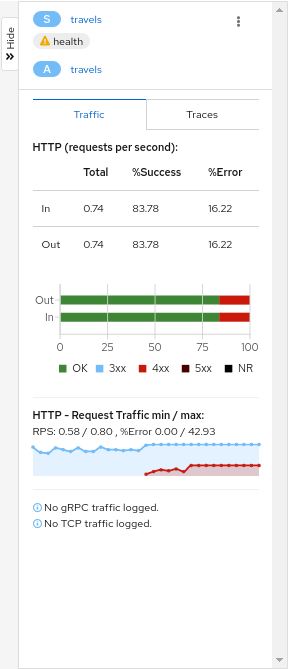 Hide
S travels
health
A travels
Traffic Traces
HTTP (requests per second):
Total %Success %Error
In 0.74 83.78 16.22
Out 0.74 83.78 16.22
Out
In
0 25 50 75 100
OK 3xx 4xx 5xx NR
HTTP - Request Traffic min / max:
RPS: 0.58 / 0.80 , %Error 0.00 / 42.93
No gRPC traffic logged.
No TCP traffic logged.